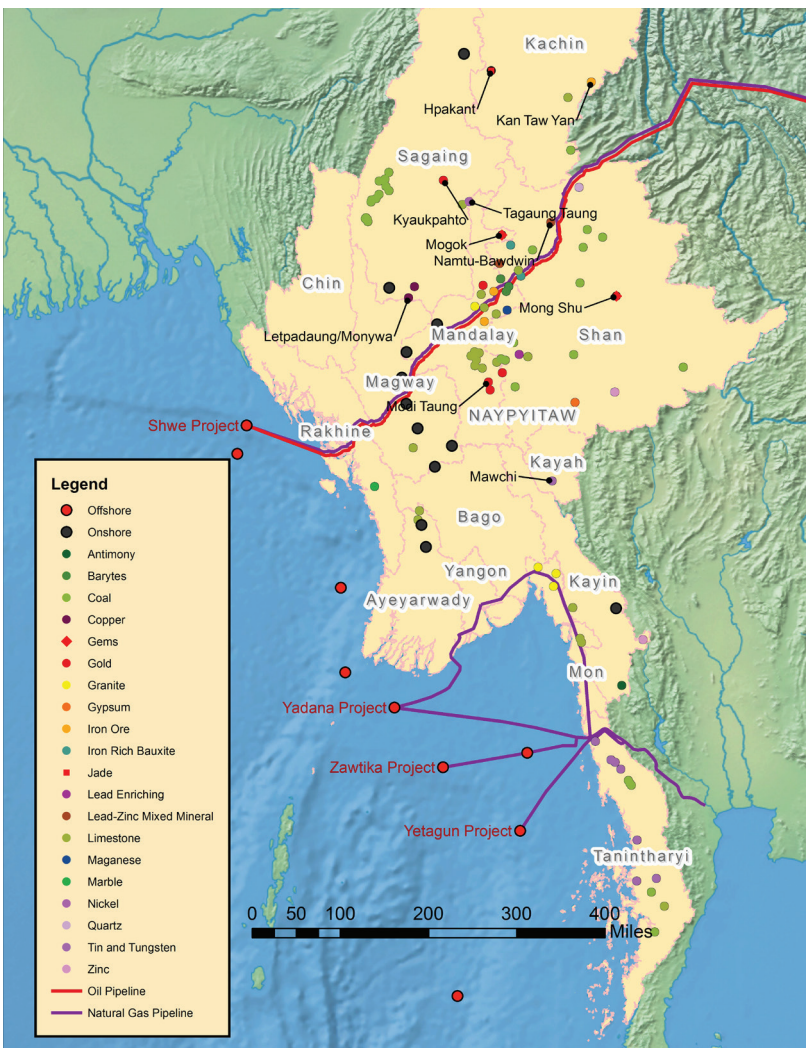 Kachin
Hpakant
Kan Taw Yan
Sagaing
Kyaukpahto
Tagaung Taung
Mogok
Namtu-Bawdwin
Chin
Mong Shu
Letpadaung/Monywa
Mandalay
Shan
Magway
Modi Taung
NAYPYITAW
Shwe Project
Rakhine
Kayah
Mawchi
Bago
Yangon
Kayin
Ayeyarwady
Mon
Yadana Project
Zawtika Project
Yetagun Project
Tanintharyi
0 50 100 200 300 400
Miles
Legend
Offshore
Onshore
Antimony
Barytes
Coal
Copper
Gems
Gold
Granite
Gypsum
Iron Ore
Iron Rich Bauxite
Jade
Lead Enriching
Lead-Zinc Mixed Mineral
Limestone
Maganese
Marble
Nickel
Quartz
Tin and Tungsten
Zinc
Oil Pipeline
Natural Gas Pipeline